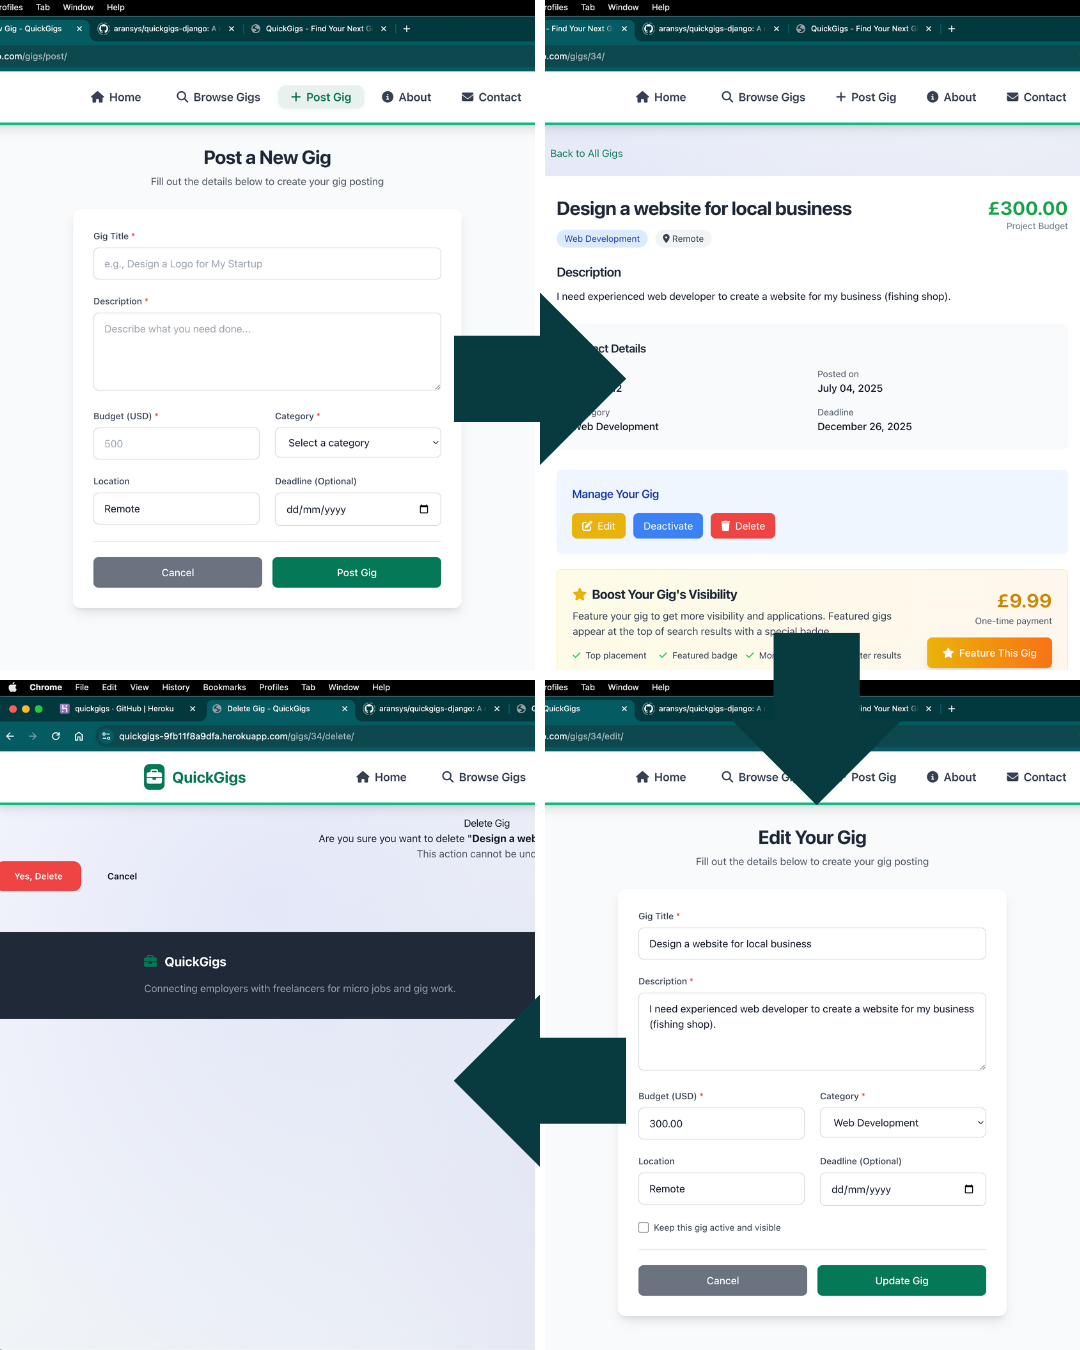 rofiles Tab Window Help
w Gig - QuickGigs
aransys/quickgigs-django: A
QuickGigs - Find Your Next G
.com/gigs/post/
Home
Browse Gigs
Post Gig
About
Contact
Post a New Gig
Fill out the details below to create your gig posting
Gig Title *
e.g., Design a Logo for My Startup
Description *
Describe what you need done...
Budget (USD) *
Category *
500
Select a category
Location
Deadline (Optional)
Remote
dd/mm/yyyy
Cancel
Post Gig
rofiles Tab Window Help
- Find Your Next G
aransys/quickgigs-django: A
QuickGigs - Find Your Next G
.com/gigs/34/
Home
Browse Gigs
Post Gig
About
Contact
Back to All Gigs
Design a website for local business
£300.00
Project Budget
Web Development
Remote
Description
I need experienced web developer to create a website for my business (fishing shop).
ct Details
Posted on
2
July 04, 2025
gory
Deadline
Web Development
December 26, 2025
Manage Your Gig
Edit
Deactivate
Delete
Boost Your Gig's Visibility
£9.99
One-time payment
Feature your gig to get more visibility and applications. Featured gigs
appear at the top of search results with a special badge.
Top placement
Featured badge
Mo
ter results
Feature This Gig
Chrome File Edit View History Bookmarks Profiles Tab Window Help
quickgigs · GitHub | Heroku
Delete Gig - QuickGigs
aransys/quickgigs-django: A
quickgigs-9fb11f8a9dfa.herokuapp.com/gigs/34/delete/
QuickGigs
Home
Browse Gigs
Delete Gig
Are you sure you want to delete "Design a web
This action cannot be und
Yes, Delete
Cancel
QuickGigs
Connecting employers with freelancers for micro jobs and gig work.
rofiles Tab Window Help
QuickGigs
aransys/quickgigs-django: A
ind Your Next G
.com/gigs/34/edit/
Home
Browse G
Post Gig
About
Contact
Edit Your Gig
Fill out the details below to create your gig posting
Gig Title *
Design a website for local business
Description *
I need experienced web developer to create a website for my business
(fishing shop).
Budget (USD) *
Category *
300.00
Web Development
Location
Deadline (Optional)
Remote
dd/mm/yyyy
Keep this gig active and visible
Cancel
Update Gig